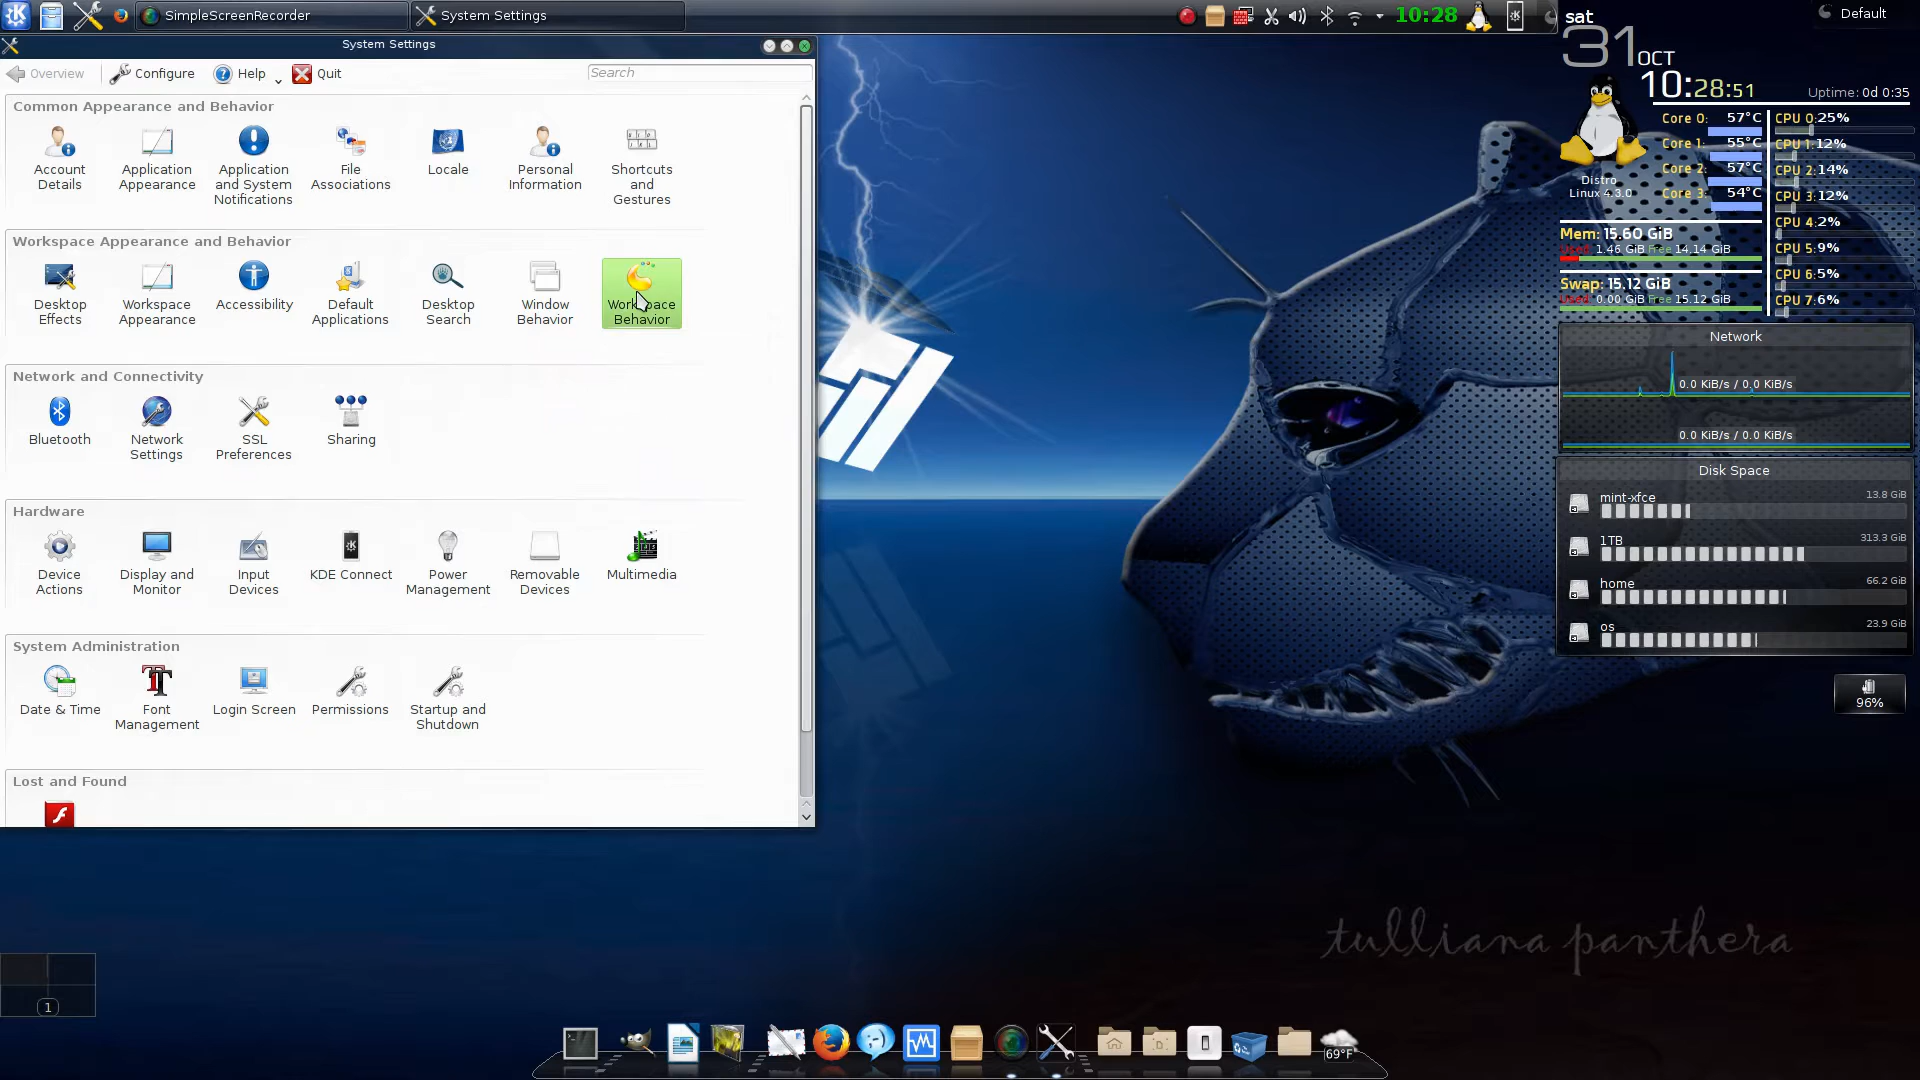 SimpleScreenRecorder
System Settings
10:28
Default
System Settings
Overview
Configure
Help
Quit
Search
Common Appearance and Behavior
Account
Details
Application
Appearance
Application
and System
Notifications
File
Associations
Locale
Personal
Information
Shortcuts
and
Gestures
Workspace Appearance and Behavior
Desktop
Effects
Workspace
Appearance
Accessibility
Default
Applications
Desktop
Search
Window
Behavior
Workspace
Behavior
Network and Connectivity
Bluetooth
Network
Settings
SSL
Preferences
Sharing
Hardware
Device
Actions
Display and
Monitor
Input
Devices
KDE Connect
Power
Management
Removable
Devices
Multimedia
System Administration
Date & Time
Font
Management
Login Screen
Permissions
Startup and
Shutdown
Lost and Found
sat
31 OCT
10:28:51
Uptime: 0d 0:35
Distro
Linux 4.3.0
Core 0: 57°C
Core 1: 55°C
Core 2: 57°C
Core 3: 54°C
CPU 0:25%
CPU 1:12%
CPU 2:14%
CPU 3:12%
CPU 4:2%
CPU 5:9%
CPU 6:5%
CPU 7:6%
Mem: 15.60 GiB
Used 1.46 GiB Free 14.14 GiB
Swap: 15.12 GiB
Used 0.00 GiB Free 15.12 GiB
Network
0.0 KiB/s / 0.0 KiB/s
0.0 KiB/s / 0.0 KiB/s
Disk Space
mint-xfce 13.8 GiB
1TB 313.3 GiB
home 66.2 GiB
os 23.9 GiB
96%
tulliana panthera
1
69°F